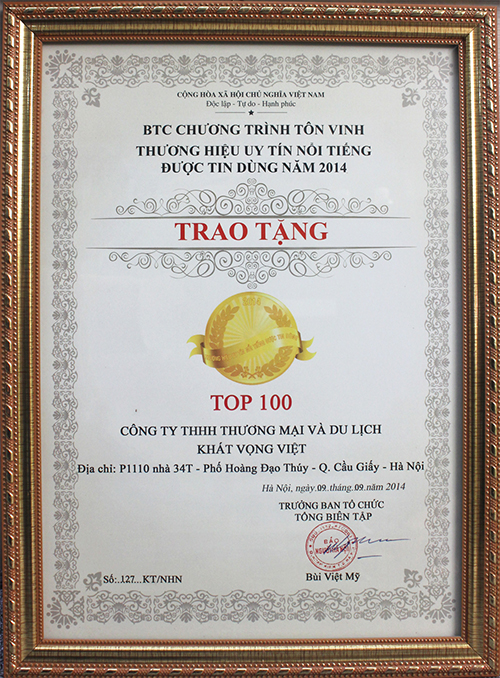 CỘNG HÒA XÃ HỘI CHỦ NGHĨA VIỆT NAM
Độc lập - Tự do - Hạnh phúc
BTC CHƯƠNG TRÌNH TÔN VINH
THƯƠNG HIỆU UY TÍN NỔI TIẾNG
ĐƯỢC TIN DÙNG NĂM 2014
TRAO TẶNG
TOP 100
CÔNG TY THHH THƯƠNG MẠI VÀ DU LỊCH
KHÁT VỌNG VIỆT
Địa chỉ: P1110 nhà 34T - Phố Hoàng Đạo Thúy - Q. Cầu Giấy - Hà Nội
Hà Nội, ngày.09.tháng.09.năm 2014
TRƯỞNG BAN TỔ CHỨC
TỔNG BIÊN TẬP
BÁO
Số:..127...KT/NHN
Bùi Việt Mỹ